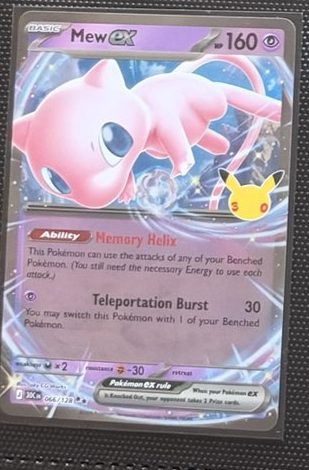 BASIC
Mew ex
HP 160
30
Ability Memory Helix
This Pokémon can use the attacks of any of your Benched
Pokémon. (You still need the necessary Energy to use each
attack.)
Teleportation Burst 30
You may switch this Pokémon with 1 of your Benched
Pokémon.
weakness ×2 resistance -30 retreat
Pokémon ex rule When your Pokémon ex
is Knocked Out, your opponent takes 2 Prize cards.
J 066/128